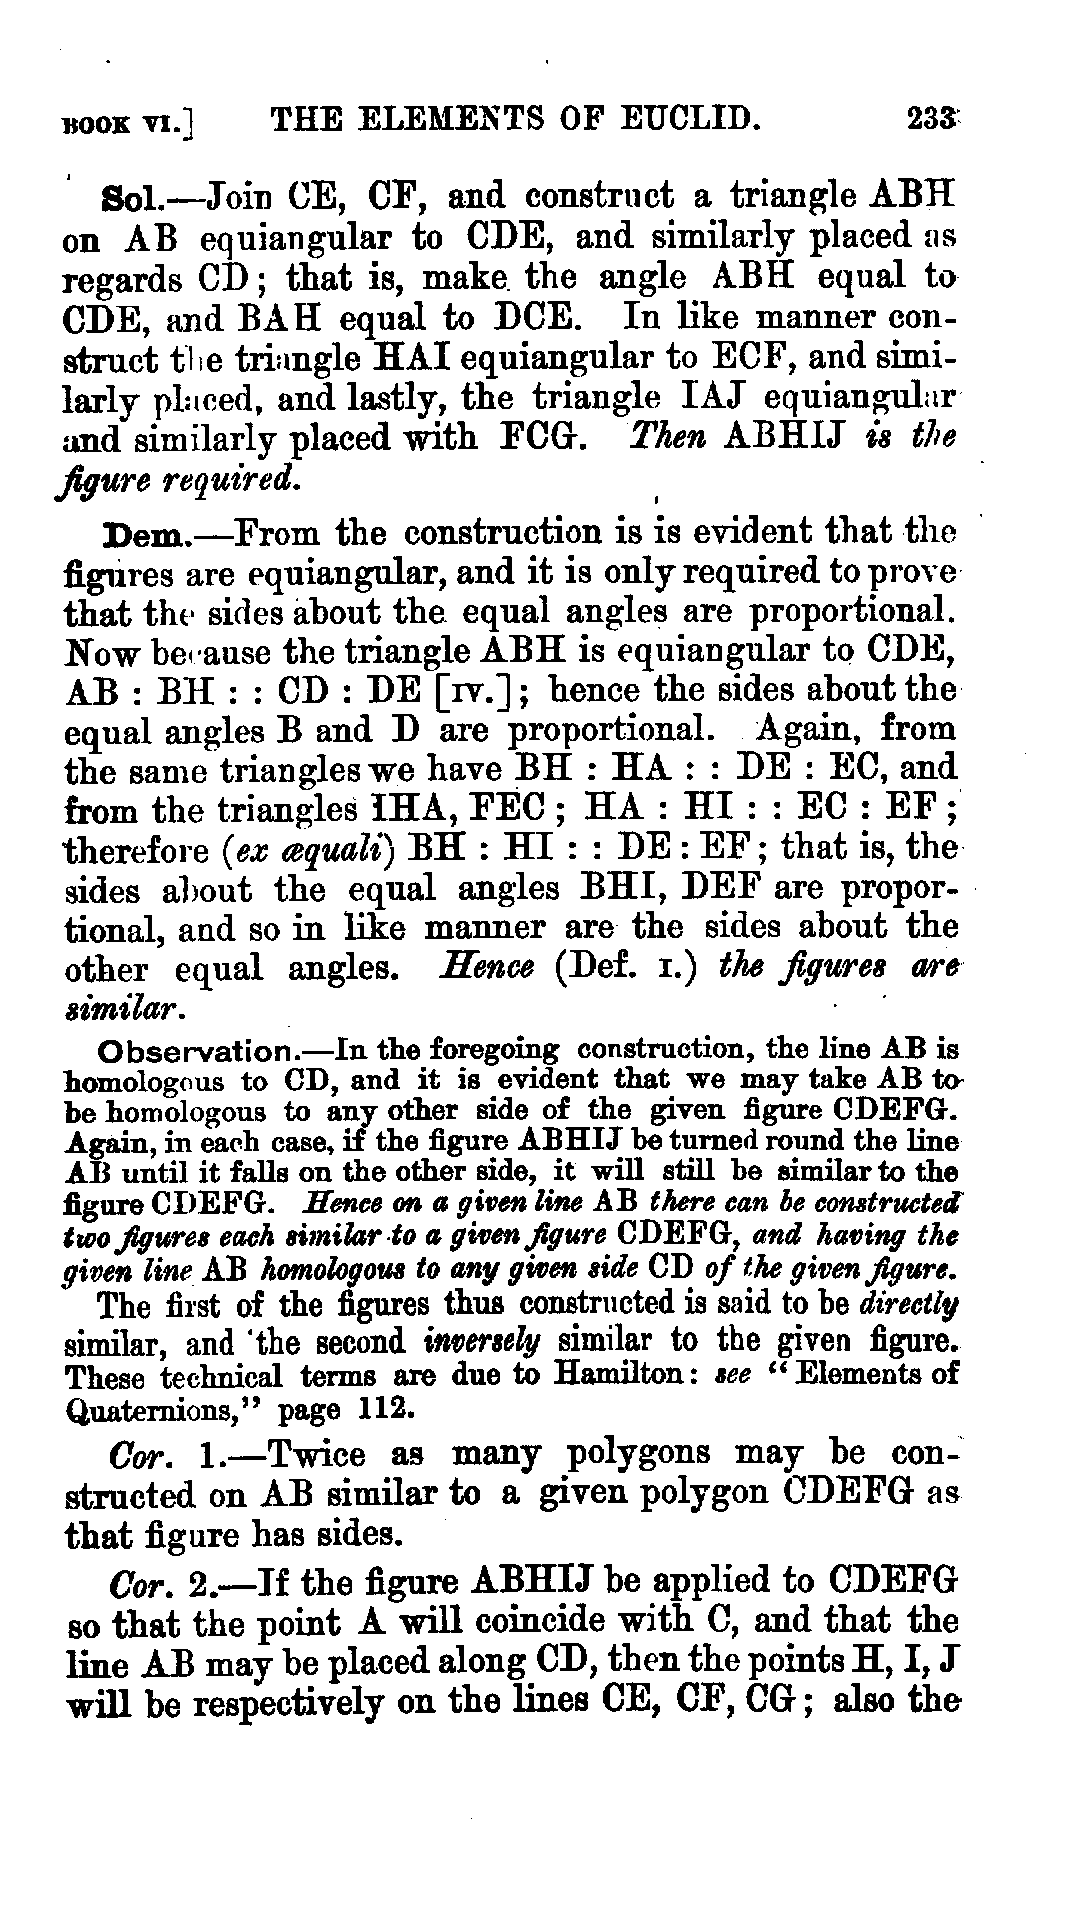 BOOK VI.] THE ELEMENTS OF EUCLID. 233
Sol.—Join CE, CF, and construct a triangle ABH
on AB equiangular to CDE, and similarly placed as
regards CD; that is, make the angle ABH equal to
CDE, and BAH equal to DCE. In like manner con-
struct the triangle HAI equiangular to ECF, and simi-
larly placed, and lastly, the triangle IAJ equiangular
and similarly placed with FCG. Then ABHIJ is the
figure required.
Dem.—From the construction is is evident that the
figures are equiangular, and it is only required to prove
that the sides about the equal angles are proportional.
Now because the triangle ABH is equiangular to CDE,
AB : BH : : CD : DE [IV.]; hence the sides about the
equal angles B and D are proportional. Again, from
the same triangles we have BH : HA : : DE : EC, and
from the triangles IHA, FEC; HA : HI : : EC : EF;
therefore (ex æquali) BH : HI : : DE : EF; that is, the
sides about the equal angles BHI, DEF are propor-
tional, and so in like manner are the sides about the
other equal angles. Hence (Def. I.) the figures are
similar.
Observation.—In the foregoing construction, the line AB is
homologous to CD, and it is evident that we may take AB to
be homologous to any other side of the given figure CDEFG.
Again, in each case, if the figure ABHIJ be turned round the line
AB until it falls on the other side, it will still be similar to the
figure CDEFG. Hence on a given line AB there can be constructed
two figures each similar to a given figure CDEFG, and having the
given line AB homologous to any given side CD of the given figure.
The first of the figures thus constructed is said to be directly
similar, and the second inversely similar to the given figure.
These technical terms are due to Hamilton: see "Elements of
Quaternions," page 112.
Cor. 1.—Twice as many polygons may be con-
structed on AB similar to a given polygon CDEFG as
that figure has sides.
Cor. 2.—If the figure ABHIJ be applied to CDEFG
so that the point A will coincide with C, and that the
line AB may be placed along CD, then the points H, I, J
will be respectively on the lines CE, CF, CG; also the